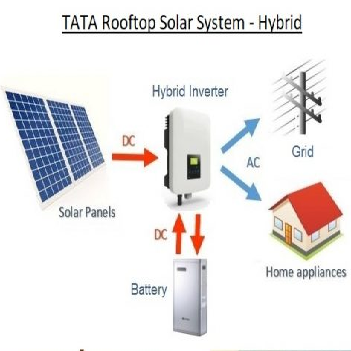 TATA Rooftop Solar System - Hybrid
Hybrid Inverter
DC
Grid
AC
Solar Panels
DC
Home appliances
Battery